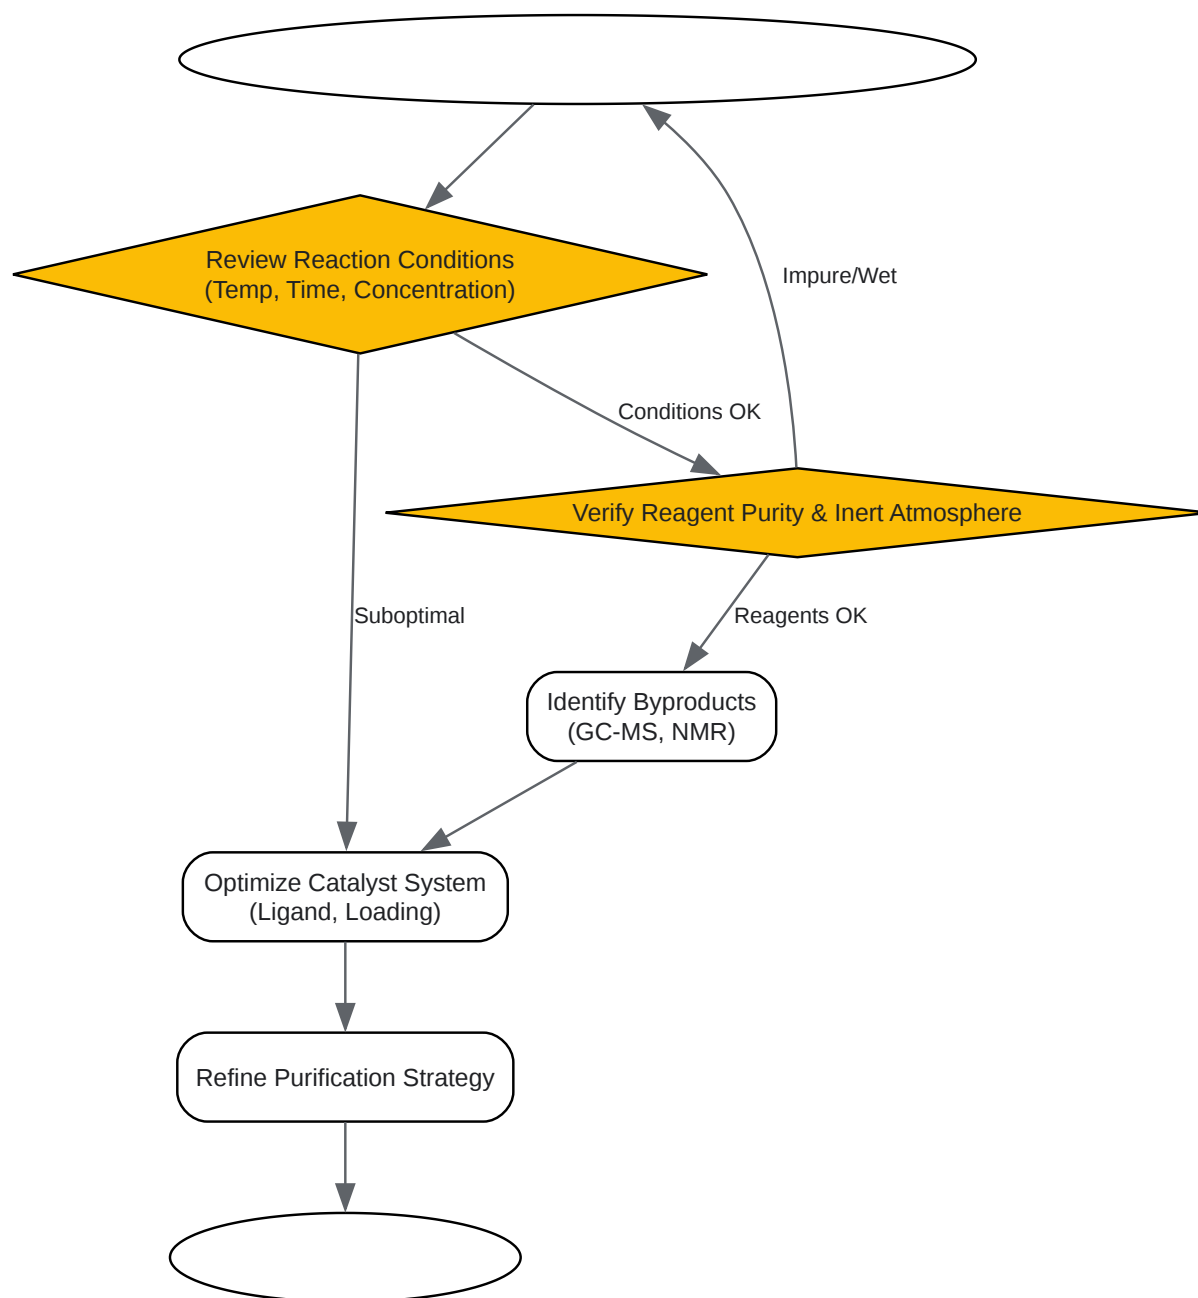 Review Reaction Conditions
(Temp, Time, Concentration)
Impure/Wet
Conditions OK
Verify Reagent Purity & Inert Atmosphere
Suboptimal
Reagents OK
Identify Byproducts
(GC-MS, NMR)
Optimize Catalyst System
(Ligand, Loading)
Refine Purification Strategy